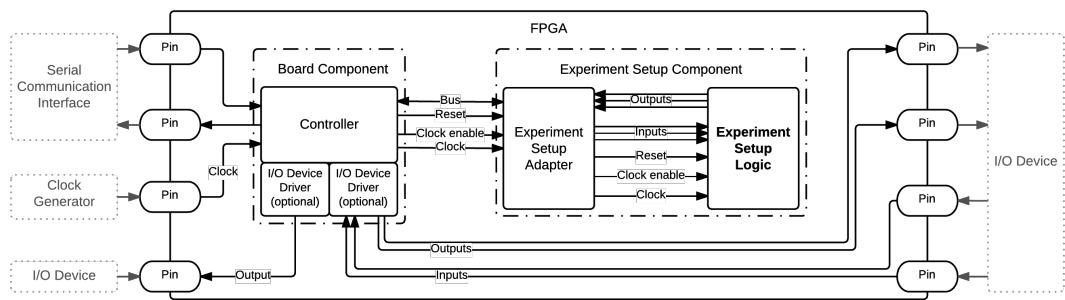 FPGA
Pin
Pin
Serial
Communication
Interface
Board Component
Experiment Setup Component
Controller
Bus
Reset
Clock enable
Clock
Outputs
Inputs
Reset
Clock enable
Clock
Experiment
Setup
Adapter
Experiment
Setup
Logic
Pin
Pin
I/O Device
Clock
Clock
Generator
Pin
I/O Device
Driver
(optional)
I/O Device
Driver
(optional)
Pin
Outputs
I/O Device
Pin
Output
Inputs
Pin